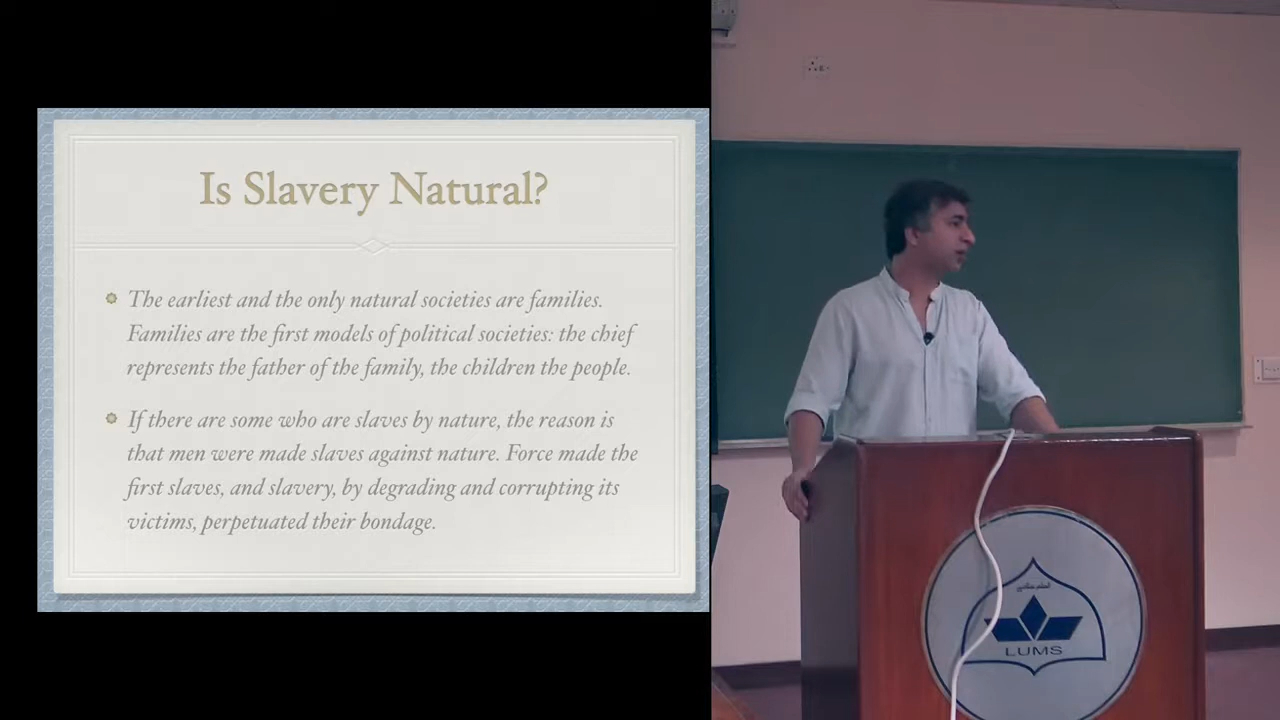 Is Slavery Natural?
The earliest and the only natural societies are families.
Families are the first models of political societies: the chief
represents the father of the family, the children the people.
If there are some who are slaves by nature, the reason is
that men were made slaves against nature. Force made the
first slaves, and slavery, by degrading and corrupting its
victims, perpetuated their bondage.
LUMS